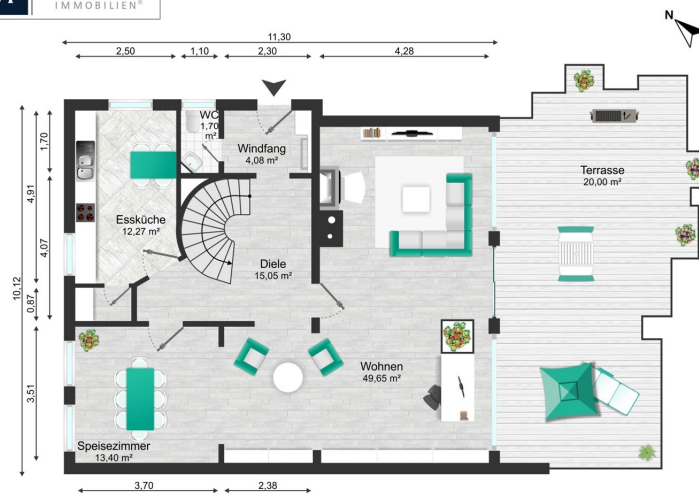 IMMOBILIEN®
N
11,30
2,50
1,10
2,30
4,28
1,70
4,91
4,07
10,12
0,87
3,51
WC
1,70
m²
Windfang
4,08 m²
Terrasse
20,00 m²
Essküche
12,27 m²
Diele
15,05 m²
Wohnen
49,65 m²
Speisezimmer
13,40 m²
3,70
2,38